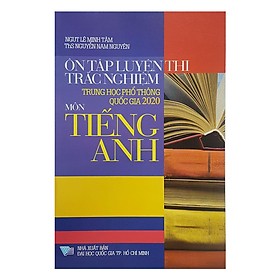 NGƯT LÊ MINH TÂM
ThS NGUYỄN NAM NGUYÊN
ÔN TẬP LUYỆN THI
TRẮC NGHIỆM
TRUNG HỌC PHỔ THÔNG
QUỐC GIA 2020
MÔN
TIẾNG
ANH
NHÀ XUẤT BẢN
ĐẠI HỌC QUỐC GIA TP. HỒ CHÍ MINH